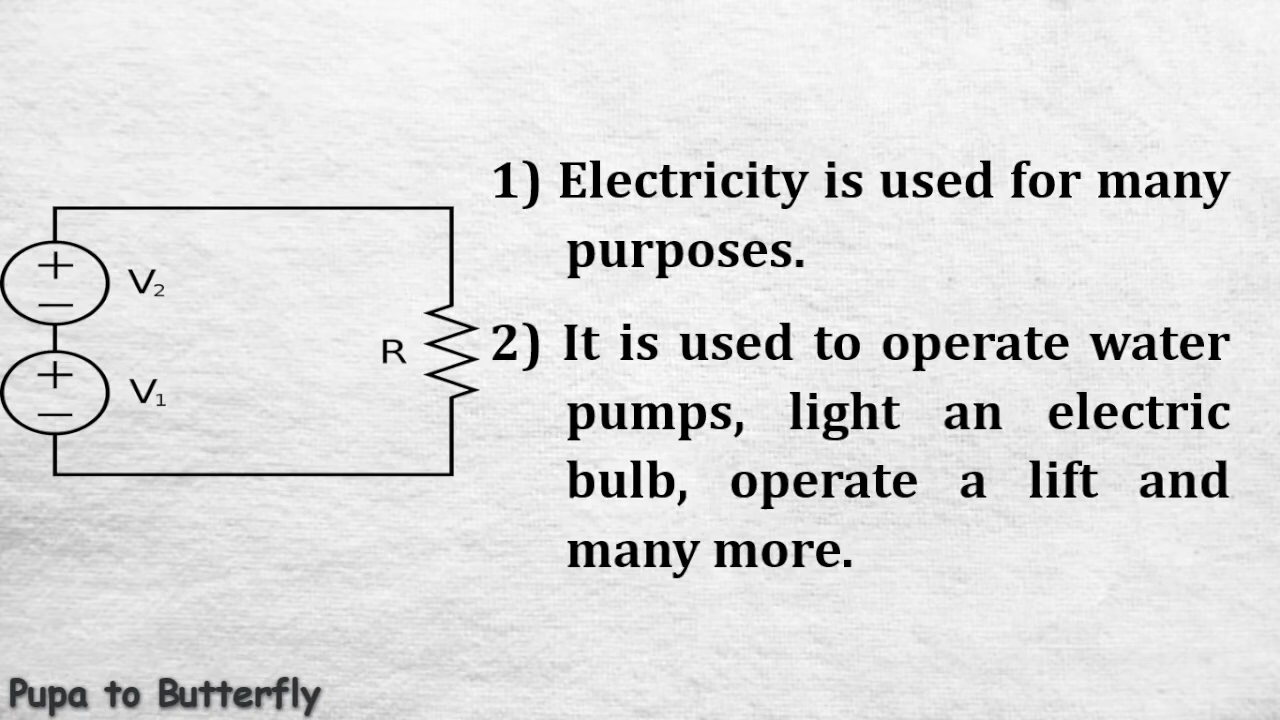 1) Electricity is used for many
purposes.
2) It is used to operate water
pumps, light an electric
bulb, operate a lift and
many more.
+
−
V₂
+
−
V₁
R
Pupa to Butterfly